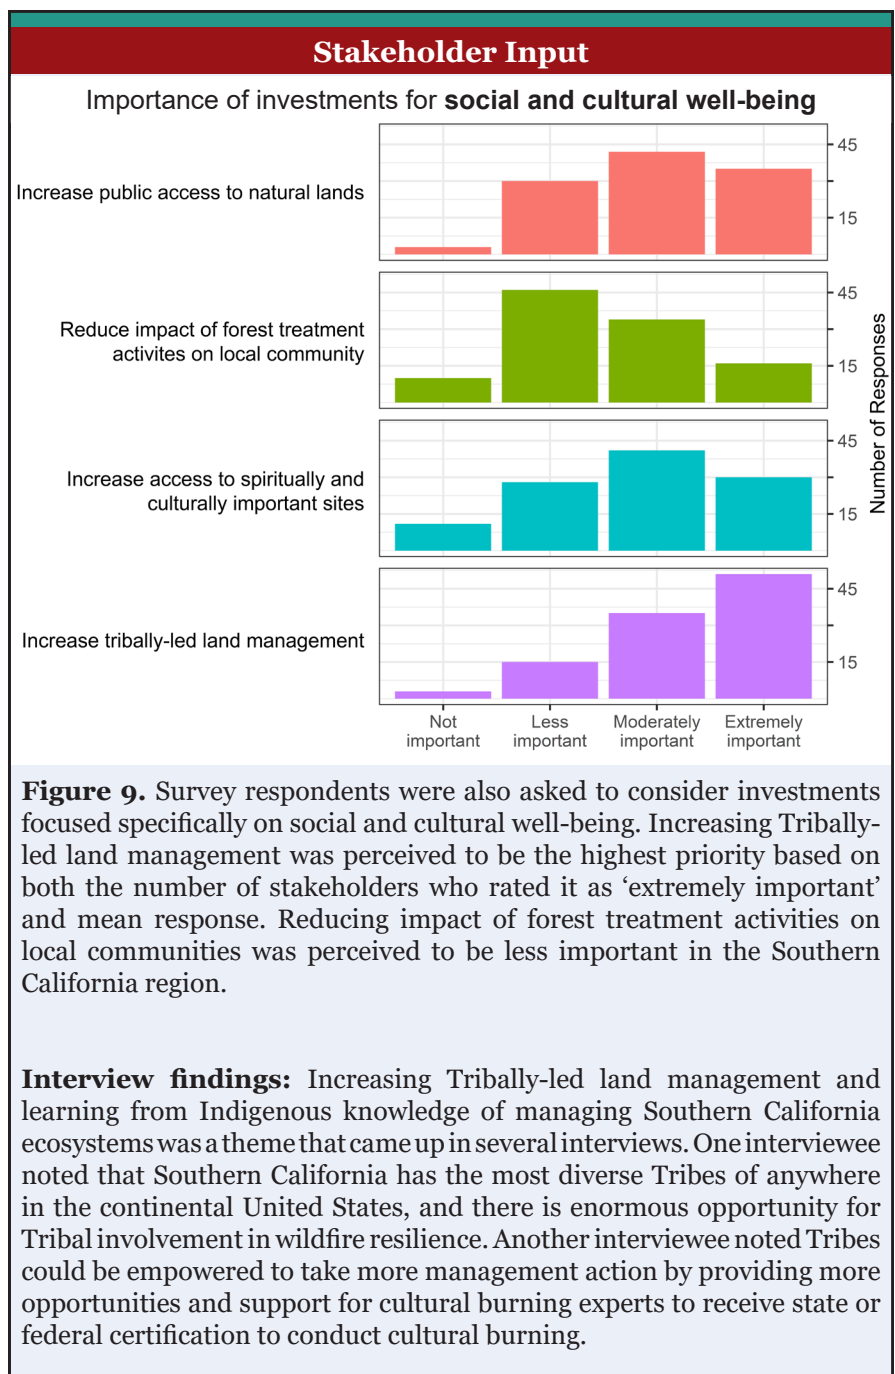 Stakeholder Input
Importance of investments for social and cultural well-being
Increase public access to natural lands
45
15
Reduce impact of forest treatment
activites on local community
45
15
Increase access to spiritually and
culturally important sites
45
15
Increase tribally-led land management
45
15
Number of Responses
Not
important
Less
important
Moderately
important
Extremely
important
Figure 9. Survey respondents were also asked to consider investments
focused specifically on social and cultural well-being. Increasing Tribally-
led land management was perceived to be the highest priority based on
both the number of stakeholders who rated it as ‘extremely important’
and mean response. Reducing impact of forest treatment activities on
local communities was perceived to be less important in the Southern
California region.
Interview findings: Increasing Tribally-led land management and
learning from Indigenous knowledge of managing Southern California
ecosystems was a theme that came up in several interviews. One interviewee
noted that Southern California has the most diverse Tribes of anywhere
in the continental United States, and there is enormous opportunity for
Tribal involvement in wildfire resilience. Another interviewee noted Tribes
could be empowered to take more management action by providing more
opportunities and support for cultural burning experts to receive state or
federal certification to conduct cultural burning.